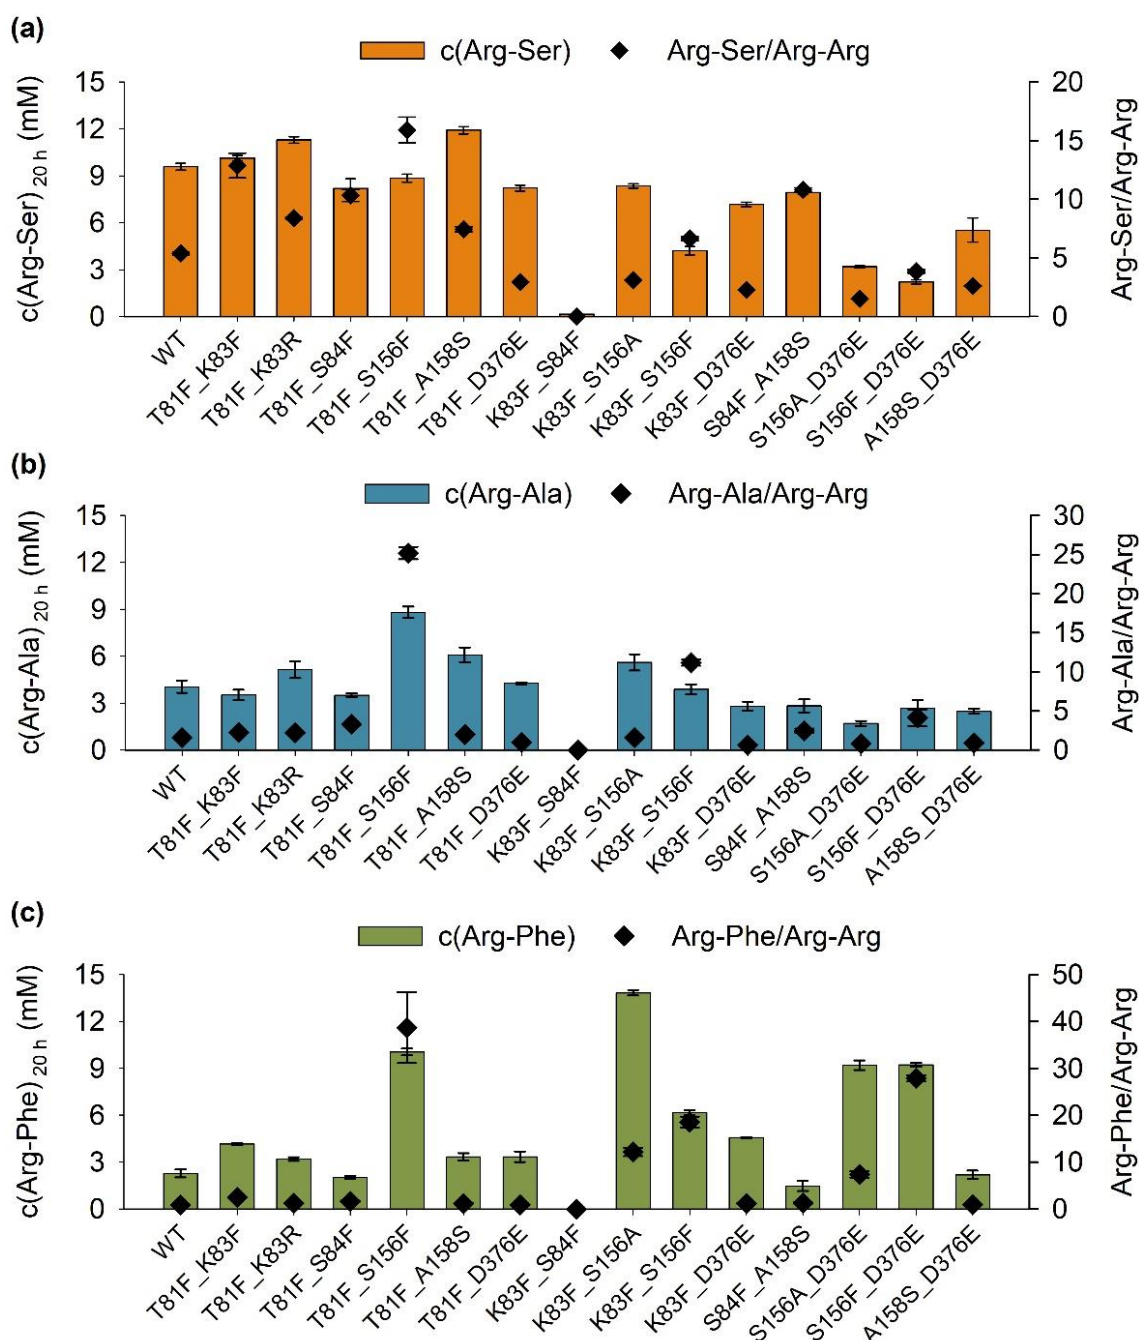 (a)
c(Arg-Ser) Arg-Ser/Arg-Arg
c(Arg-Ser) 20 h (mM)
15
12
9
6
3
0
20
15
10
5
0
Arg-Ser/Arg-Arg
WT
T81F_K83F
T81F_K83R
T81F_S84F
T81F_S156F
T81F_A158S
T81F_D376E
K83F_S84F
K83F_S156A
K83F_S156F
K83F_D376E
S84F_A158S
S156A_D376E
S156F_D376E
A158S_D376E
(b)
c(Arg-Ala) Arg-Ala/Arg-Arg
c(Arg-Ala) 20 h (mM)
15
12
9
6
3
0
30
25
20
15
10
5
0
Arg-Ala/Arg-Arg
WT
T81F_K83F
T81F_K83R
T81F_S84F
T81F_S156F
T81F_A158S
T81F_D376E
K83F_S84F
K83F_S156A
K83F_S156F
K83F_D376E
S84F_A158S
S156A_D376E
S156F_D376E
A158S_D376E
(c)
c(Arg-Phe) Arg-Phe/Arg-Arg
c(Arg-Phe) 20 h (mM)
15
12
9
6
3
0
50
40
30
20
10
0
Arg-Phe/Arg-Arg
WT
T81F_K83F
T81F_K83R
T81F_S84F
T81F_S156F
T81F_A158S
T81F_D376E
K83F_S84F
K83F_S156A
K83F_S156F
K83F_D376E
S84F_A158S
S156A_D376E
S156F_D376E
A158S_D376E